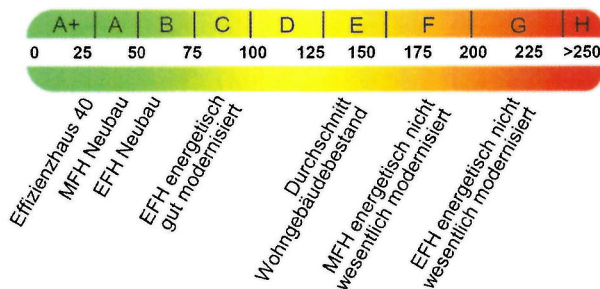 A+ A B C D E F G H
0 25 50 75 100 125 150 175 200 225 >250
Effizienzhaus 40
MFH Neubau
EFH Neubau
EFH energetisch
gut modernisiert
Durchschnitt
Wohngebäudebestand
MFH energetisch nicht
wesentlich modernisiert
EFH energetisch nicht
wesentlich modernisiert